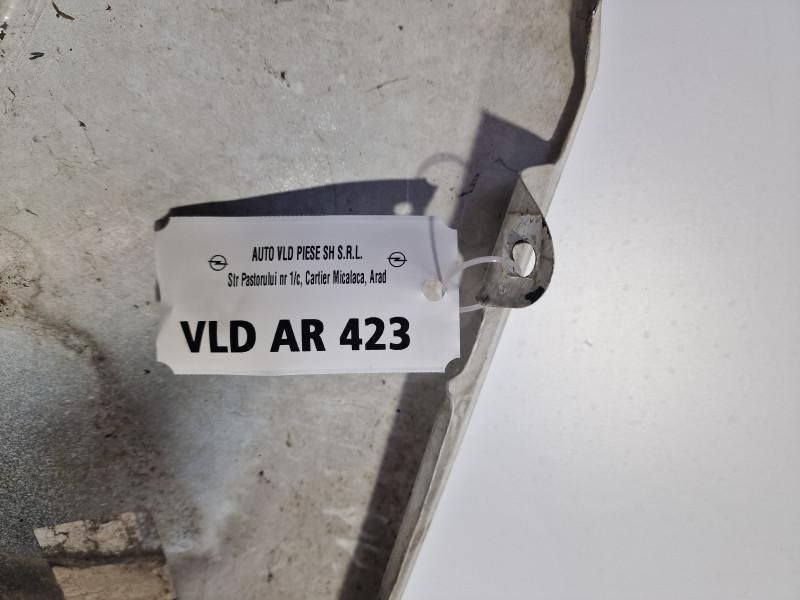 AUTO VLD PIESE SH S.R.L.
Str Pastorului nr 1/c, Cartier Micalaca, Arad
VLD AR 423